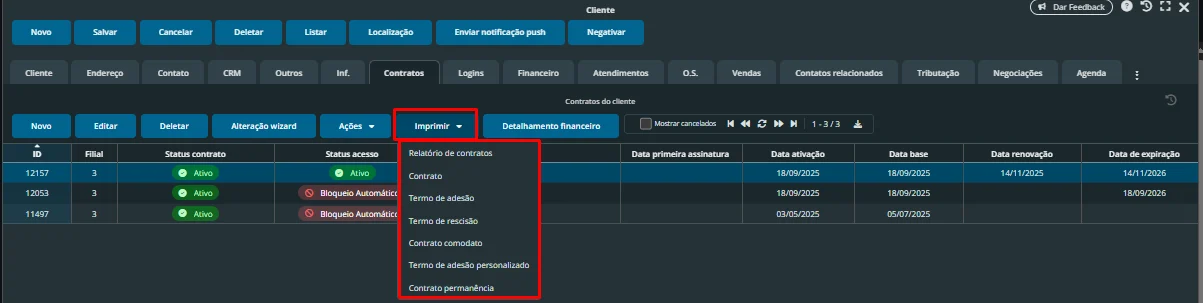 Cliente
Dar Feedback
Novo Salvar Cancelar Deletar Listar Localização Enviar notificação push Negativar
Cliente Endereço Contato CRM Outros Inf. Contratos Logins Financeiro Atendimentos O.S. Vendas Contatos relacionados Tributação Negociações Agenda
Contratos do cliente
Novo Editar Deletar Alteração wizard Ações Imprimir Detalhamento financeiro Mostrar cancelados 1 - 3 / 3
ID Filial Status contrato Status acesso Data primeira assinatura Data ativação Data base Data renovação Data de expiração
12157 3 Ativo Ativo 18/09/2025 18/09/2025 14/11/2025 14/11/2026
12053 3 Ativo Bloqueio Automático 18/09/2025 18/09/2025 18/09/2026
11497 3 Ativo Bloqueio Automático 03/05/2025 05/07/2025
Relatório de contratos
Contrato
Termo de adesão
Termo de rescisão
Contrato comodato
Termo de adesão personalizado
Contrato permanência